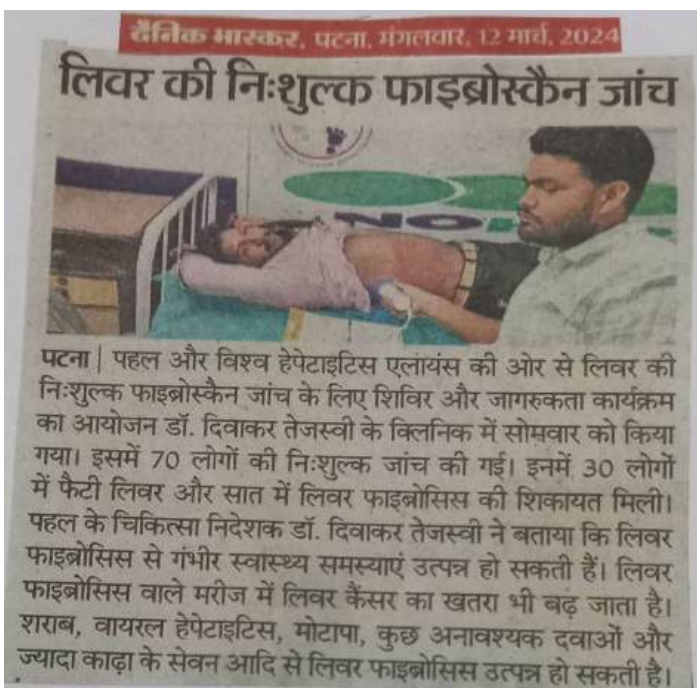 दैनिक भास्कर, पटना, मंगलवार, 12 मार्च, 2024
लिवर की निःशुल्क फाइब्रोस्कैन जांच
NO
पटना | पहल और विश्व हेपेटाइटिस एलायंस की ओर से लिवर की
निःशुल्क फाइब्रोस्कैन जांच के लिए शिविर और जागरुकता कार्यक्रम
का आयोजन डॉ. दिवाकर तेजस्वी के क्लिनिक में सोमवार को किया
गया। इसमें 70 लोगों की निःशुल्क जांच की गई। इनमें 30 लोगों
में फैटी लिवर और सात में लिवर फाइब्रोसिस की शिकायत मिली।
पहल के चिकित्सा निदेशक डॉ. दिवाकर तेजस्वी ने बताया कि लिवर
फाइब्रोसिस से गंभीर स्वास्थ्य समस्याएं उत्पन्न हो सकती हैं। लिवर
फाइब्रोसिस वाले मरीज में लिवर कैंसर का खतरा भी बढ़ जाता है।
शराब, वायरल हेपेटाइटिस, मोटापा, कुछ अनावश्यक दवाओं और
ज्यादा काढ़ा के सेवन आदि से लिवर फाइब्रोसिस उत्पन्न हो सकती है।